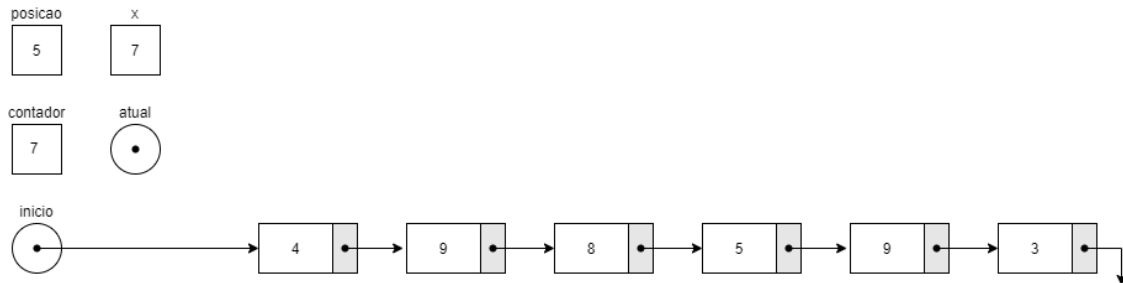 posicao x
5 7
contador atual
7
inicio
4 9 8 5 9 3